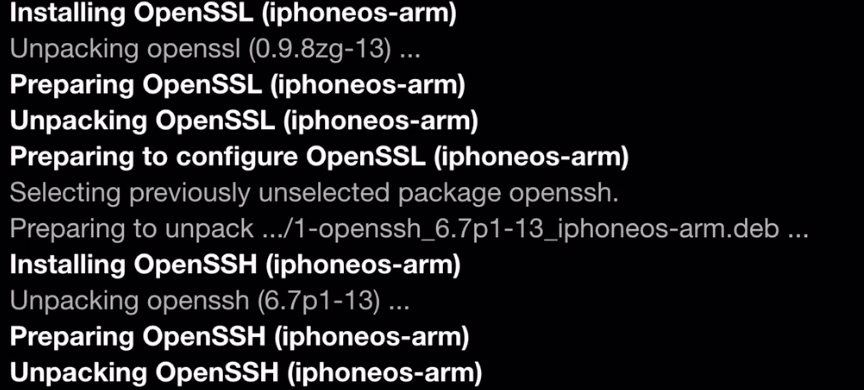 Installing OpenSSL (iphoneos-arm)
Unpacking openssl (0.9.8zg-13) ...
Preparing OpenSSL (iphoneos-arm)
Unpacking OpenSSL (iphoneos-arm)
Preparing to configure OpenSSL (iphoneos-arm)
Selecting previously unselected package openssh.
Preparing to unpack .../1-openssh_6.7p1-13_iphoneos-arm.deb ...
Installing OpenSSH (iphoneos-arm)
Unpacking openssh (6.7p1-13) ...
Preparing OpenSSH (iphoneos-arm)
Unpacking OpenSSH (iphoneos-arm)